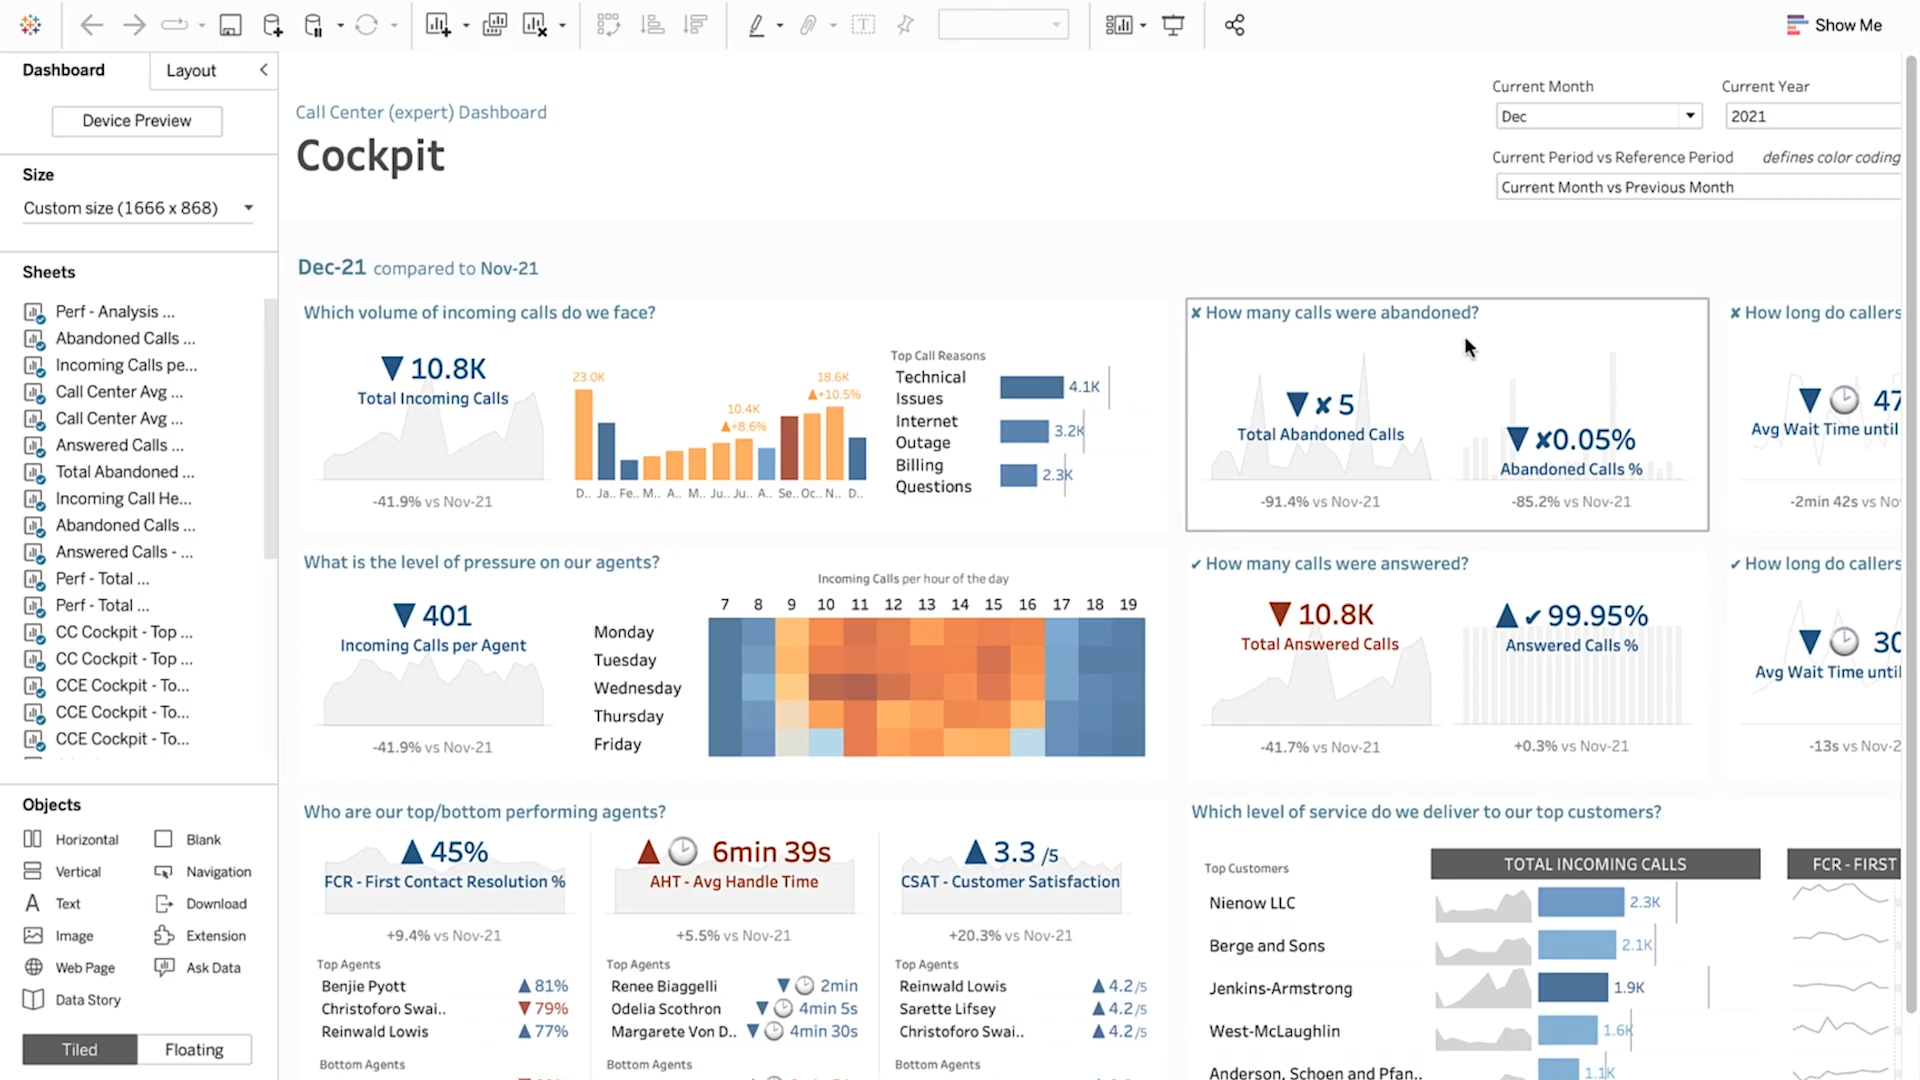 Show Me
Dashboard
Layout
Device Preview
Size
Custom size (1666 x 868)
Sheets
Perf - Analysis ...
Abandoned Calls ...
Incoming Calls pe...
Call Center Avg ...
Call Center Avg ...
Answered Calls ...
Total Abandoned ...
Incoming Call He...
Abandoned Calls ...
Answered Calls - ...
Perf - Total ...
Perf - Total ...
CC Cockpit - Top ...
CC Cockpit - Top ...
CCE Cockpit - To...
CCE Cockpit - To...
CCE Cockpit - To...
Objects
Horizontal
Blank
Vertical
Navigation
Text
Download
Image
Extension
Web Page
Ask Data
Data Story
Tiled
Floating
Call Center (expert) Dashboard
Cockpit
Current Month
Current Year
Dec
2021
Current Period vs Reference Period
defines color coding
Current Month vs Previous Month
Dec-21 compared to Nov-21
Which volume of incoming calls do we face?
▼ 10.8K
Total Incoming Calls
-41.9% vs Nov-21
23.0K
10.4K
▲+8.6%
18.6K
▲+10.5%
D.. Ja.. Fe.. M.. A.. M.. Ju.. Ju.. A.. Se.. Oc.. N.. D..
Top Call Reasons
Technical
Issues
4.1K
Internet
Outage
3.2K
Billing
Questions
2.3K
✘ How many calls were abandoned?
▼ ✘ 5
Total Abandoned Calls
-91.4% vs Nov-21
▼ ✘0.05%
Abandoned Calls %
-85.2% vs Nov-21
✘ How long do callers
▼ 47
Avg Wait Time until
-2min 42s vs No
What is the level of pressure on our agents?
▼ 401
Incoming Calls per Agent
-41.9% vs Nov-21
Incoming Calls per hour of the day
7 8 9 10 11 12 13 14 15 16 17 18 19
Monday
Tuesday
Wednesday
Thursday
Friday
✔ How many calls were answered?
▼ 10.8K
Total Answered Calls
-41.7% vs Nov-21
▲ ✔ 99.95%
Answered Calls %
+0.3% vs Nov-21
✔ How long do callers
▼ 30
Avg Wait Time until
-13s vs Nov-2
Who are our top/bottom performing agents?
▲ 45%
FCR - First Contact Resolution %
+9.4% vs Nov-21
Top Agents
Benjie Pyott ▲ 81%
Christoforo Swai.. ▼ 79%
Reinwald Lowis ▲ 77%
Bottom Agents
▲ 6min 39s
AHT - Avg Handle Time
+5.5% vs Nov-21
Top Agents
Renee Biaggelli ▼ 2min
Odelia Scothron ▼ 4min 5s
Margarete Von D.. ▼ 4min 30s
Bottom Agents
▲ 3.3 /5
CSAT - Customer Satisfaction
+20.3% vs Nov-21
Top Agents
Reinwald Lowis ▲ 4.2/5
Sarette Lifsey ▲ 4.2/5
Christoforo Swai.. ▲ 4.2/5
Bottom Agents
Which level of service do we deliver to our top customers?
Top Customers
TOTAL INCOMING CALLS
FCR - FIRST
Nienow LLC 2.3K
Berge and Sons 2.1K
Jenkins-Armstrong 1.9K
West-McLaughlin 1.6K
Anderson, Schoen and Pfan.. 1.1K